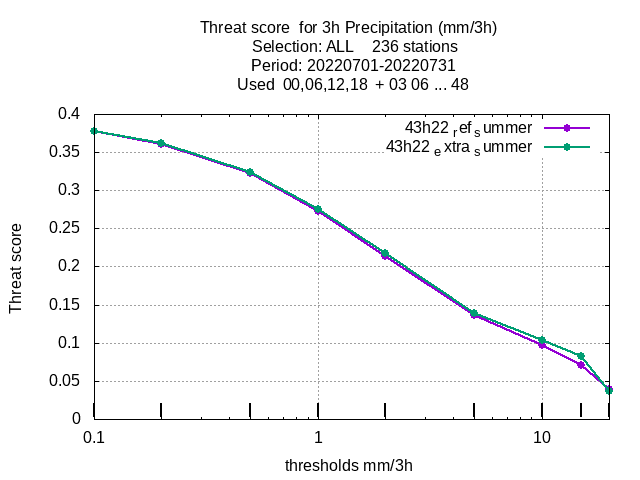 Threat score  for 3h Precipitation (mm/3h)
Selection: ALL    236 stations
Period: 20220701-20220731
Used  00,06,12,18  + 03 06 ... 48
43h22 refsummer
43h22 extrasummer
0.4
0.35
0.3
0.25
0.2
0.15
0.1
0.05
0
Threat score
0.1 1 10
thresholds mm/3h